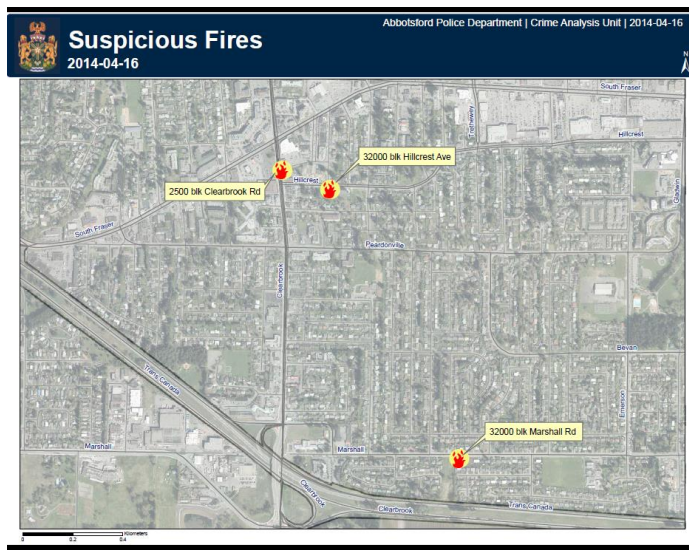 Abbotsford Police Department | Crime Analysis Unit | 2014-04-16
Suspicious Fires
2014-04-16
N
South Fraser
Tretheway
Hillcrest
32000 blk Hillcrest Ave
2500 blk Clearbrook Rd
Hillcrest
Gladwin
South Fraser
Peardonville
Clearbrook
Bevan
Trans Canada
Emerson
32000 blk Marshall Rd
Marshall
Marshall
Clearbrook
Trans Canada
Clearbrook
Kilometers
0 0.2 0.4